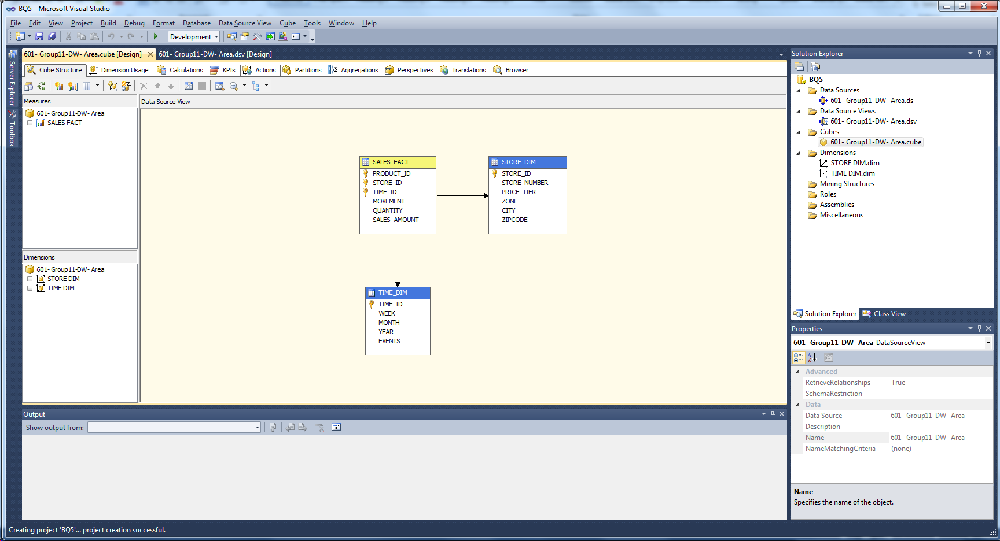 BQ5 - Microsoft Visual Studio
File Edit View Project Build Debug Format Database Data Source View Cube Tools Window Help
Development
Server Explorer
Toolbox
601- Group11-DW- Area.cube [Design] 601- Group11-DW- Area.dsv [Design]
Cube Structure Dimension Usage Calculations KPIs Actions Partitions Aggregations Perspectives Translations Browser
Measures
601- Group11-DW- Area
SALES FACT
Dimensions
601- Group11-DW- Area
STORE DIM
TIME DIM
Data Source View
SALES_FACT
PRODUCT_ID
STORE_ID
TIME_ID
MOVEMENT
QUANTITY
SALES_AMOUNT
STORE_DIM
STORE_ID
STORE_NUMBER
PRICE_TIER
ZONE
CITY
ZIPCODE
TIME_DIM
TIME_ID
WEEK
MONTH
YEAR
EVENTS
Output
Show output from:
Solution Explorer
BQ5
Data Sources
601- Group11-DW- Area.ds
Data Source Views
601- Group11-DW- Area.dsv
Cubes
601- Group11-DW- Area.cube
Dimensions
STORE DIM.dim
TIME DIM.dim
Mining Structures
Roles
Assemblies
Miscellaneous
Solution Explorer Class View
Properties
601- Group11-DW- Area DataSourceView
Advanced
RetrieveRelationships True
SchemaRestriction
Data
Data Source 601- Group11-DW- Area
Description
Name 601- Group11-DW- Area
NameMatchingCriteria (none)
Name
Specifies the name of the object.
Creating project 'BQ5'... project creation successful.